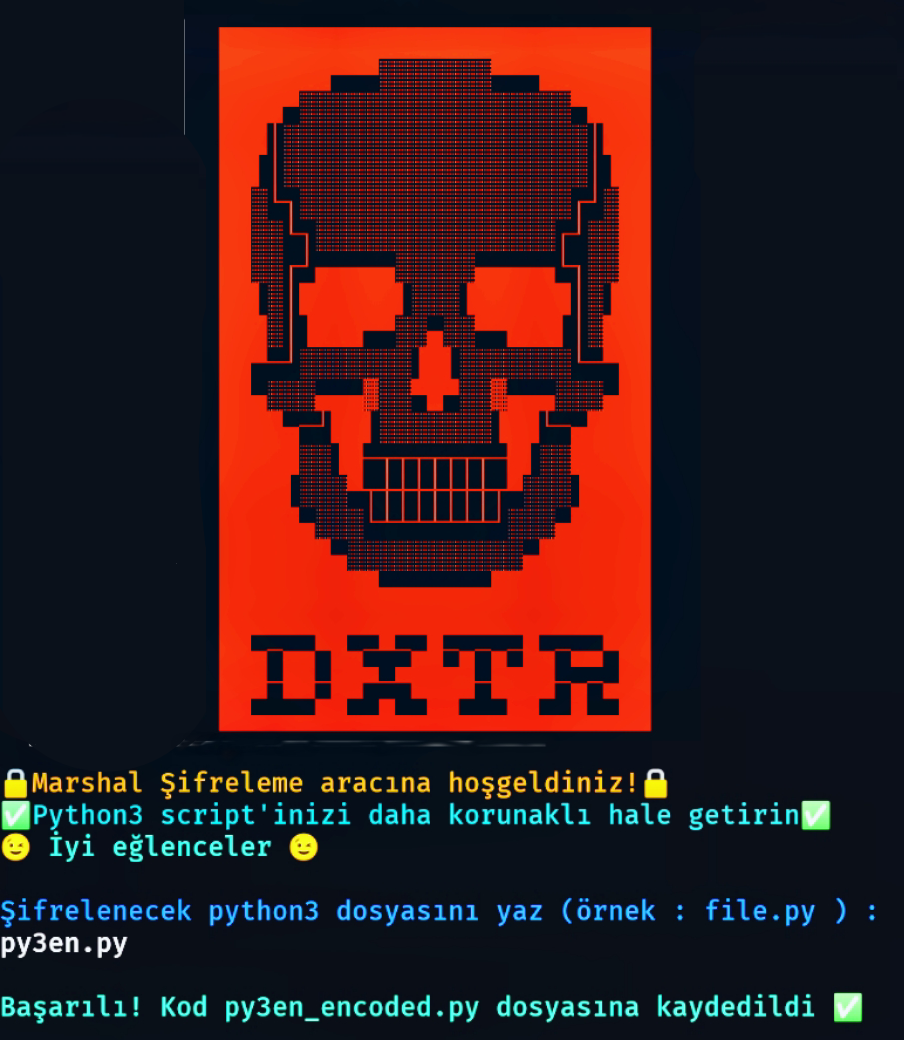 DXTR
🔒Marshal Şifreleme aracına hoşgeldiniz!🔒
✅Python3 script'inizi daha korunaklı hale getirin✅
😉 İyi eğlenceler 😉
Şifrelenecek python3 dosyasını yaz (örnek : file.py ) :
py3en.py
Başarılı! Kod py3en_encoded.py dosyasına kaydedildi ✅